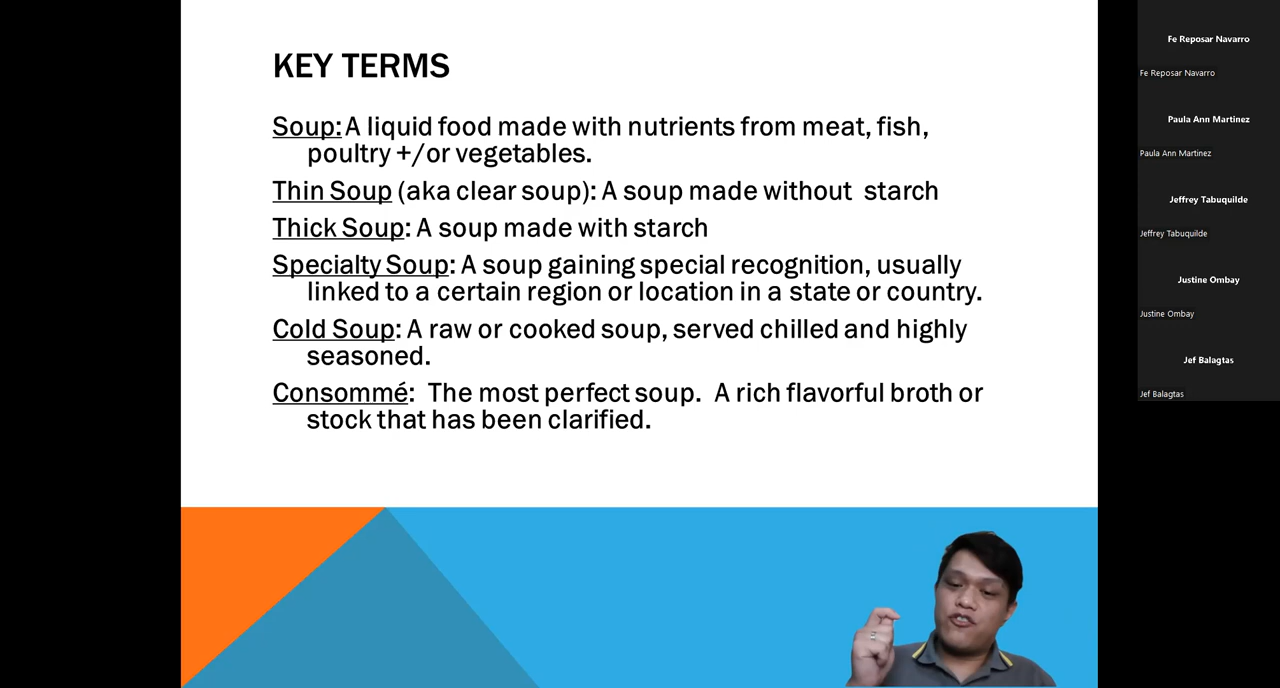 KEY TERMS
Soup: A liquid food made with nutrients from meat, fish,
poultry +/or vegetables.
Thin Soup (aka clear soup): A soup made without  starch
Thick Soup: A soup made with starch
Specialty Soup: A soup gaining special recognition, usually
linked to a certain region or location in a state or country.
Cold Soup: A raw or cooked soup, served chilled and highly
seasoned.
Consommé:  The most perfect soup.  A rich flavorful broth or
stock that has been clarified.
Fe Reposar Navarro
Fe Reposar Navarro
Paula Ann Martinez
Paula Ann Martinez
Jeffrey Tabuquilde
Jeffrey Tabuquilde
Justine Ombay
Justine Ombay
Jef Balagtas
Jef Balagtas